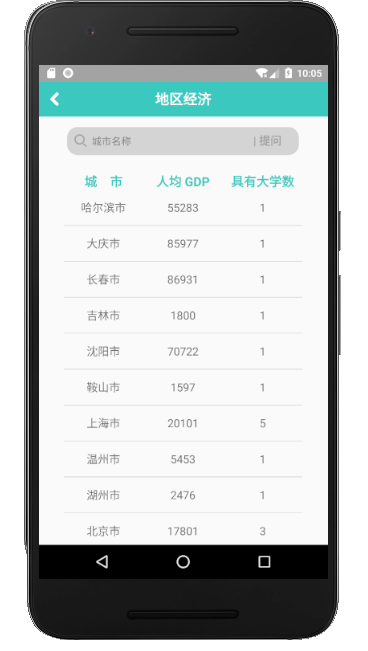 10:05
地区经济
城市名称 | 提问
城 市 人均 GDP 具有大学数
哈尔滨市 55283 1
大庆市 85977 1
长春市 86931 1
吉林市 1800 1
沈阳市 70722 1
鞍山市 1597 1
上海市 20101 5
温州市 5453 1
湖州市 2476 1
北京市 17801 3